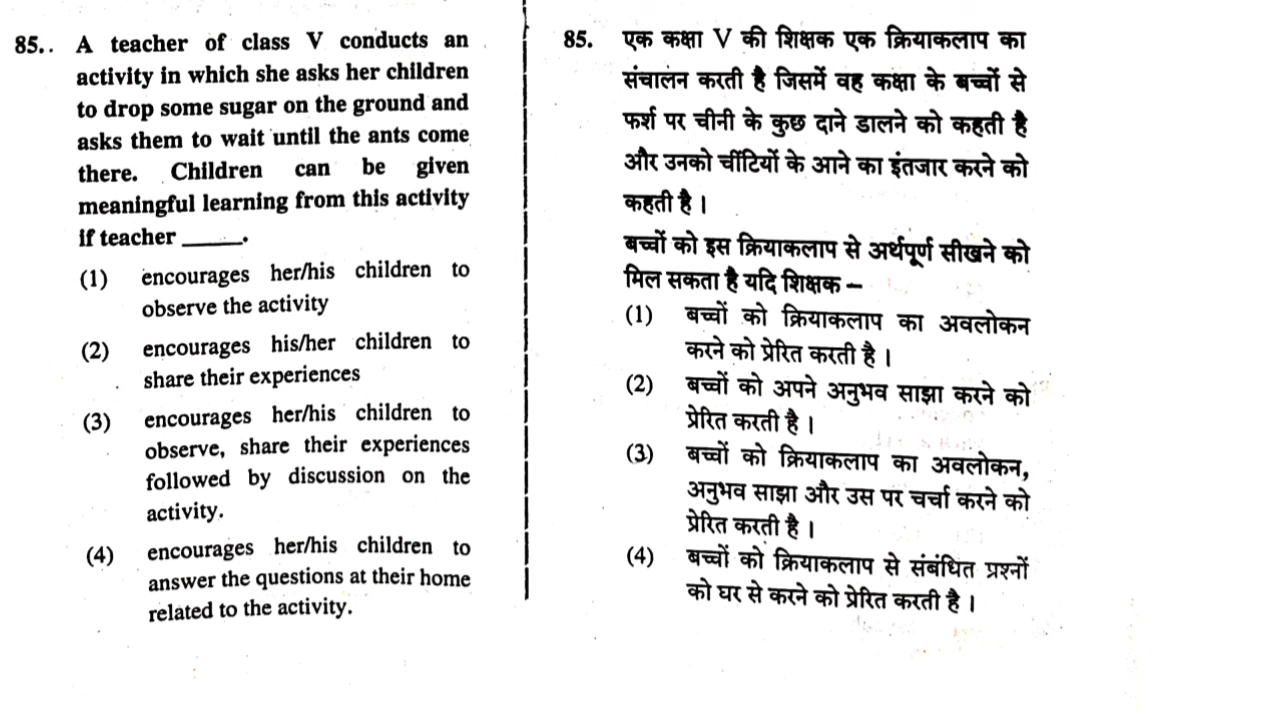 85.. A teacher of class V conducts an
activity in which she asks her children
to drop some sugar on the ground and
asks them to wait until the ants come
there. Children can be given
meaningful learning from this activity
if teacher _____.
(1) encourages her/his children to
observe the activity
(2) encourages his/her children to
share their experiences
(3) encourages her/his children to
observe, share their experiences
followed by discussion on the
activity.
(4) encourages her/his children to
answer the questions at their home
related to the activity.
85. एक कक्षा V की शिक्षक एक क्रियाकलाप का
संचालन करती है जिसमें वह कक्षा के बच्चों से
फर्श पर चीनी के कुछ दाने डालने को कहती है
और उनको चींटियों के आने का इंतजार करने को
कहती है ।
बच्चों को इस क्रियाकलाप से अर्थपूर्ण सीखने को
मिल सकता है यदि शिक्षक –
(1) बच्चों को क्रियाकलाप का अवलोकन
करने को प्रेरित करती है ।
(2) बच्चों को अपने अनुभव साझा करने को
प्रेरित करती है ।
(3) बच्चों को क्रियाकलाप का अवलोकन,
अनुभव साझा और उस पर चर्चा करने को
प्रेरित करती है ।
(4) बच्चों को क्रियाकलाप से संबंधित प्रश्नों
को घर से करने को प्रेरित करती है ।